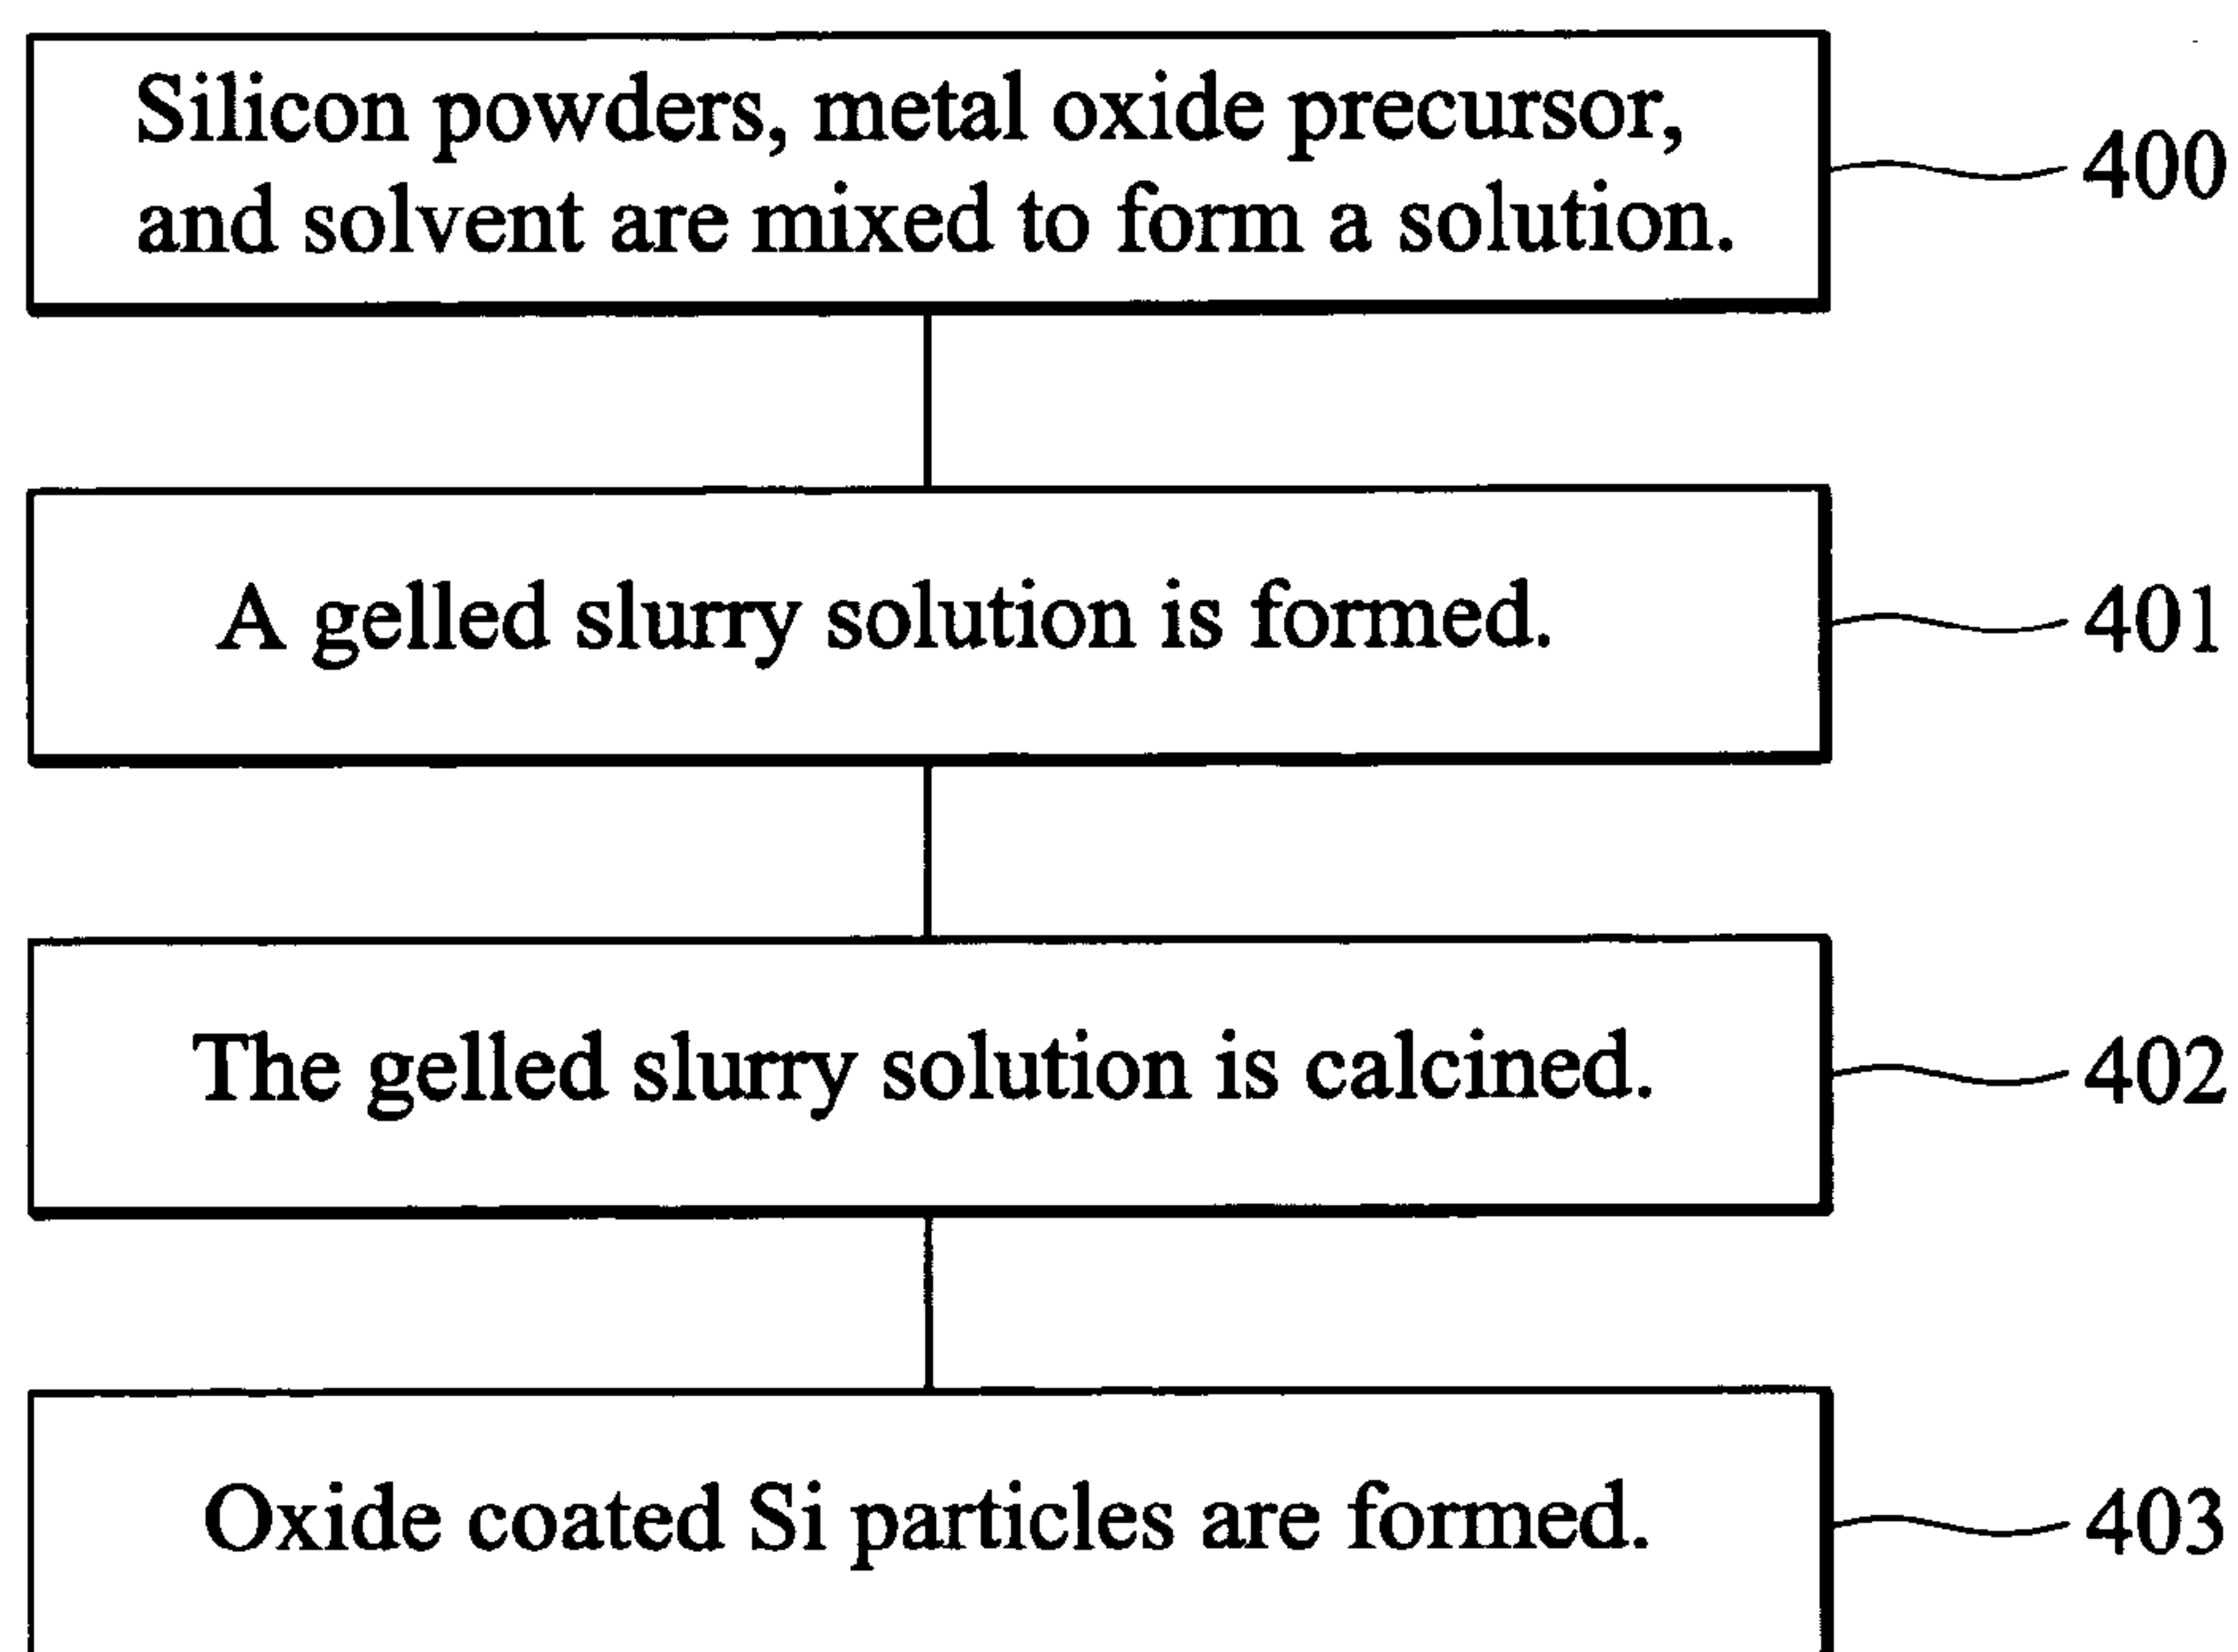 Silicon powders, metal oxide precursor,
and solvent are mixed to form a solution.
400
A gelled slurry solution is formed.
401
The gelled slurry solution is calcined.
402
Oxide coated Si particles are formed.
403